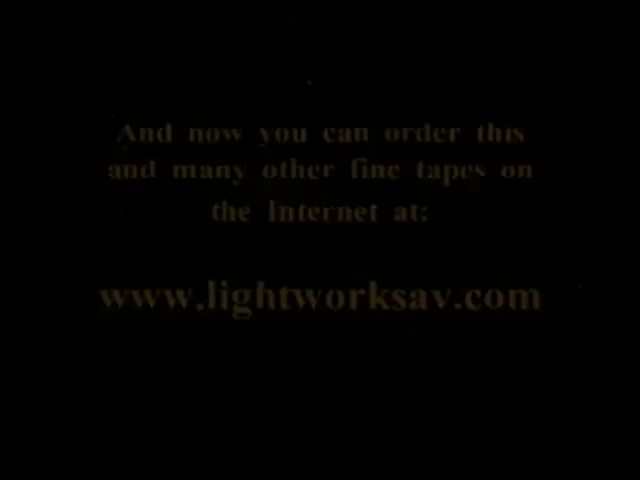 And now you can order this
and many other fine tapes on
the Internet at:
www.lightworksav.com